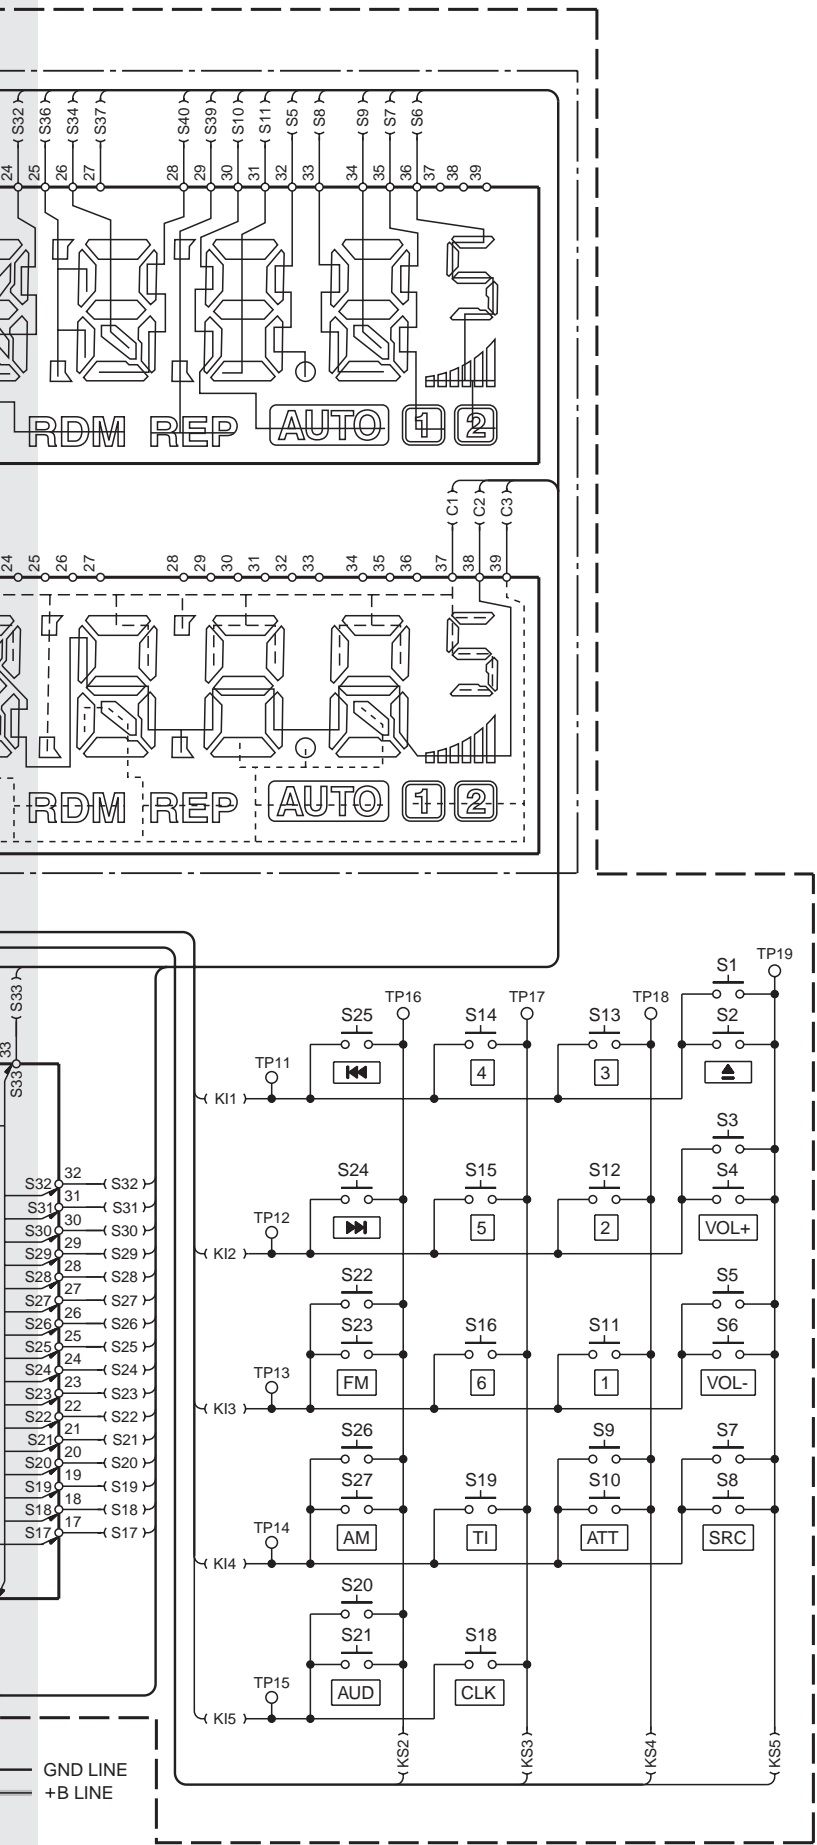 S32 S36 S34 S37 S40 S39 S10 S11 S5 S8 S9 S7 S6
24 25 26 27 28 29 30 31 32 33 34 35 36 37 38 39
RDM REP AUTO 1 2
C1 C2 C3
24 25 26 27 28 29 30 31 32 33 34 35 36 37 38 39
RDM REP AUTO 1 2
S33
33
S33
S32 32 S32
S31 31 S31
S30 30 S30
S29 29 S29
S28 28 S28
S27 27 S27
S26 26 S26
S25 25 S25
S24 24 S24
S23 23 S23
S22 22 S22
S21 21 S21
S20 20 S20
S19 19 S19
S18 18 S18
S17 17 S17
TP16 TP17 TP18 TP19
S1
S25 S14 S13 S2
TP11
4 3
KI1
S3
S24 S15 S12 S4
TP12
5 2 VOL+
KI2
S22 S5
S23 S16 S11 S6
TP13
FM 6 1 VOL-
KI3
S26 S9 S7
S27 S19 S10 S8
TP14
AM TI ATT SRC
KI4
S20
S21 S18
TP15
AUD CLK
KI5
KS2 KS3 KS4 KS5
GND LINE
+B LINE